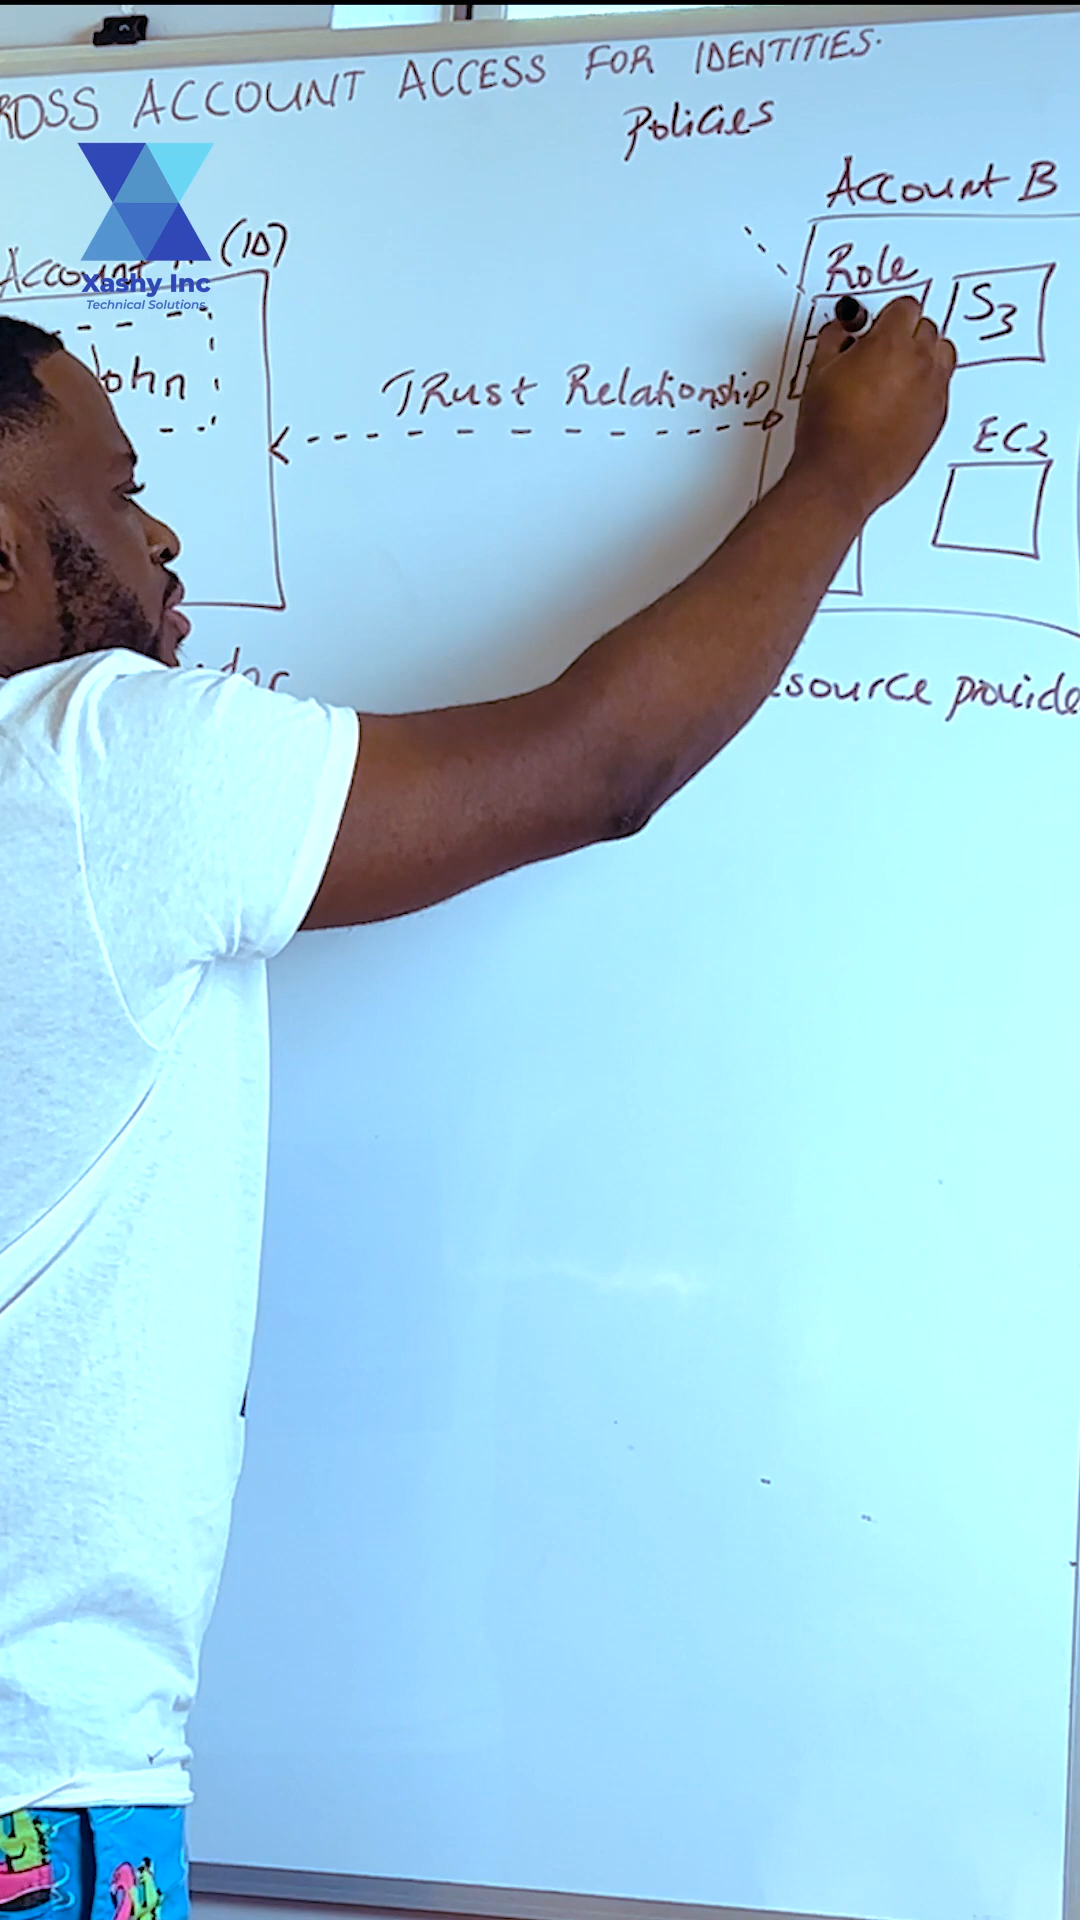 ROSS ACCOUNT ACCESS FOR IDENTITIES.
Policies
Account B
(ID)
Account
Xashy Inc
Technical Solutions
Role
S3
John
Trust Relationship
EC2
source provide